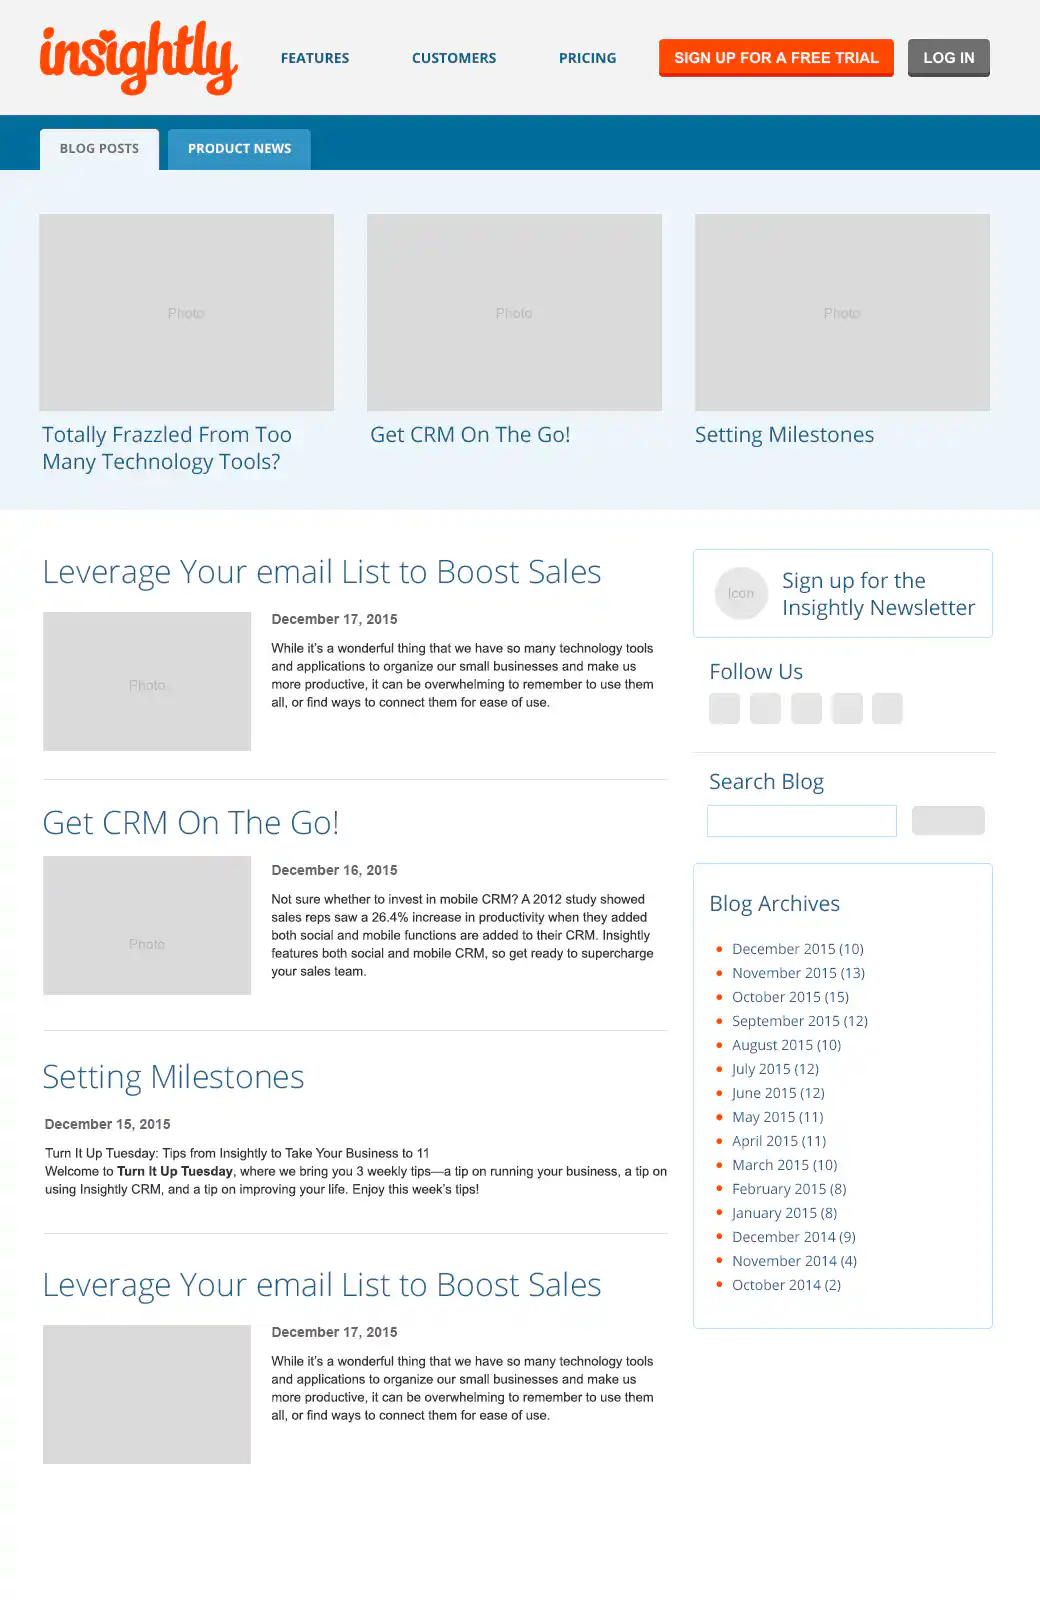 insightly
FEATURES
CUSTOMERS
PRICING
SIGN UP FOR A FREE TRIAL
LOG IN
BLOG POSTS
PRODUCT NEWS
Photo
Photo
Photo
Totally Frazzled From Too
Many Technology Tools?
Get CRM On The Go!
Setting Milestones
Leverage Your email List to Boost Sales
Photo
December 17, 2015
While it’s a wonderful thing that we have so many technology tools
and applications to organize our small businesses and make us
more productive, it can be overwhelming to remember to use them
all, or find ways to connect them for ease of use.
Get CRM On The Go!
Photo
December 16, 2015
Not sure whether to invest in mobile CRM? A 2012 study showed
sales reps saw a 26.4% increase in productivity when they added
both social and mobile functions are added to their CRM. Insightly
features both social and mobile CRM, so get ready to supercharge
your sales team.
Setting Milestones
December 15, 2015
Turn It Up Tuesday: Tips from Insightly to Take Your Business to 11
Welcome to Turn It Up Tuesday, where we bring you 3 weekly tips—a tip on running your business, a tip on
using Insightly CRM, and a tip on improving your life. Enjoy this week’s tips!
Leverage Your email List to Boost Sales
December 17, 2015
While it’s a wonderful thing that we have so many technology tools
and applications to organize our small businesses and make us
more productive, it can be overwhelming to remember to use them
all, or find ways to connect them for ease of use.
Icon
Sign up for the
Insightly Newsletter
Follow Us
Search Blog
Blog Archives
December 2015 (10)
November 2015 (13)
October 2015 (15)
September 2015 (12)
August 2015 (10)
July 2015 (12)
June 2015 (12)
May 2015 (11)
April 2015 (11)
March 2015 (10)
February 2015 (8)
January 2015 (8)
December 2014 (9)
November 2014 (4)
October 2014 (2)